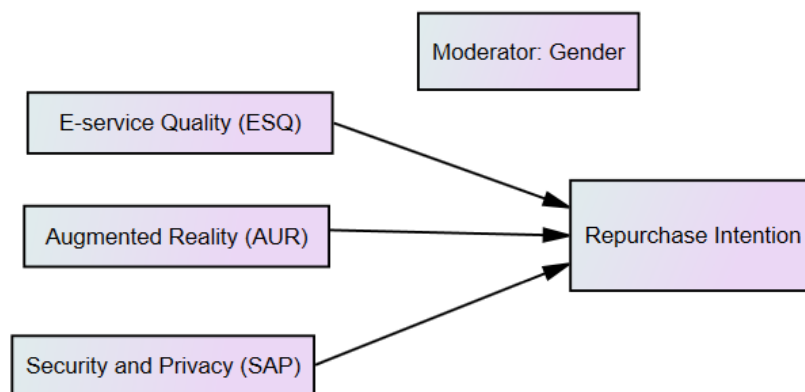 Moderator: Gender
E-service Quality (ESQ)
Augmented Reality (AUR)
Repurchase Intention
Security and Privacy (SAP)